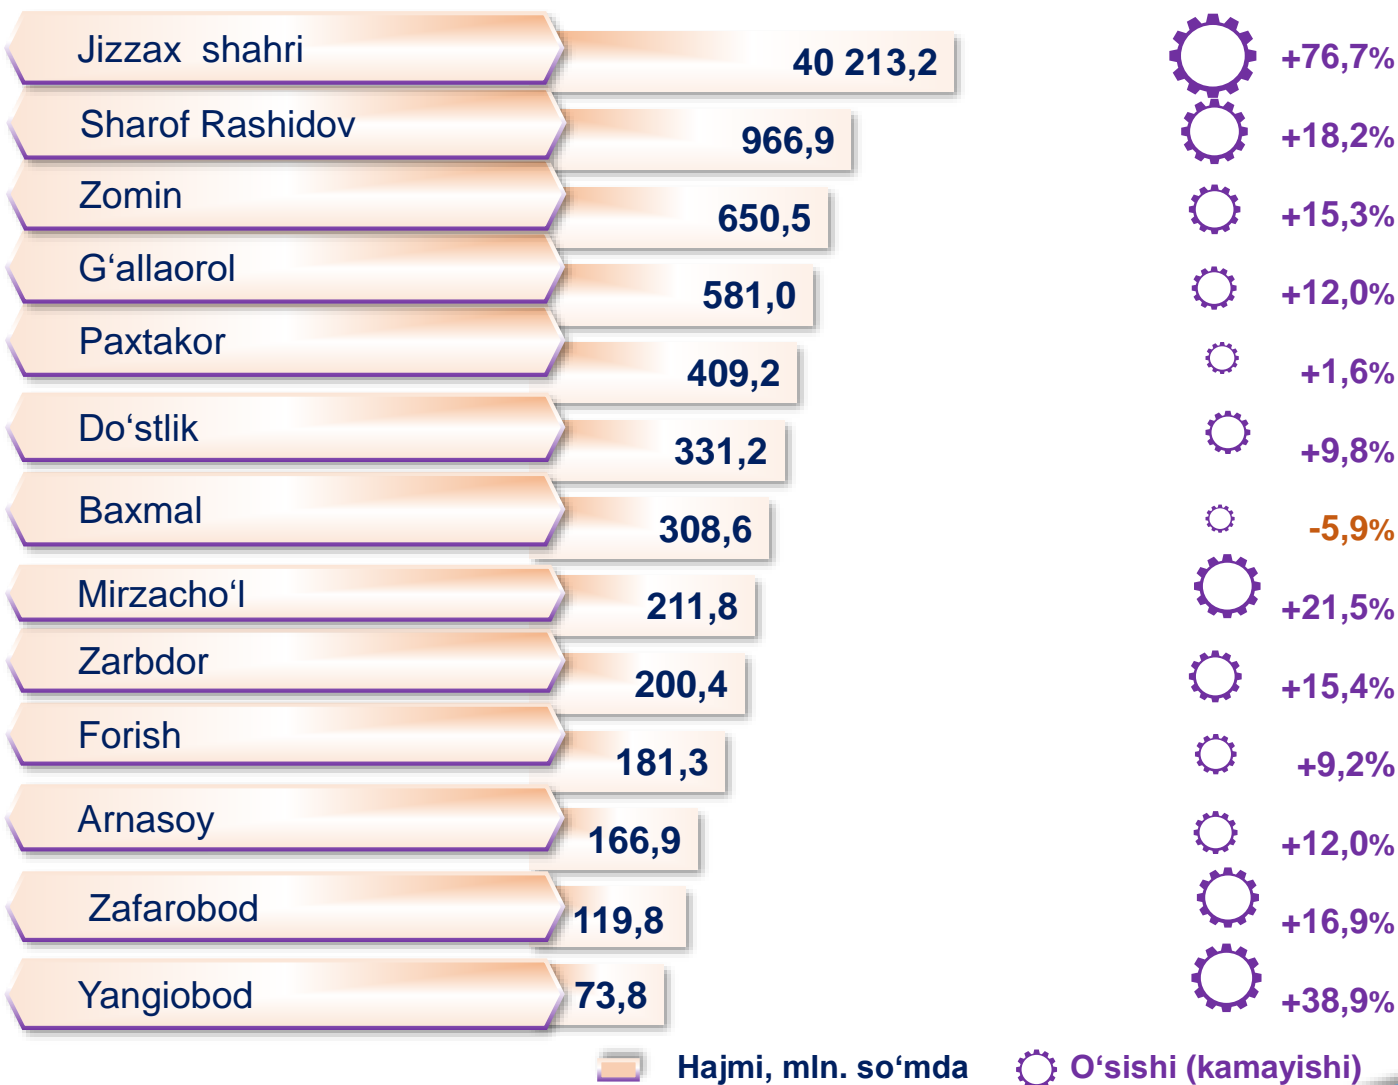 Jizzax shahri 40 213,2 +76,7%
Sharof Rashidov 966,9 +18,2%
Zomin 650,5 +15,3%
G‘allaorol 581,0 +12,0%
Paxtakor 409,2 +1,6%
Do‘stlik 331,2 +9,8%
Baxmal 308,6 -5,9%
Mirzacho‘l 211,8 +21,5%
Zarbdor 200,4 +15,4%
Forish 181,3 +9,2%
Arnasoy 166,9 +12,0%
Zafarobod 119,8 +16,9%
Yangiobod 73,8 +38,9%
Hajmi, mln. so‘mda O‘sishi (kamayishi)